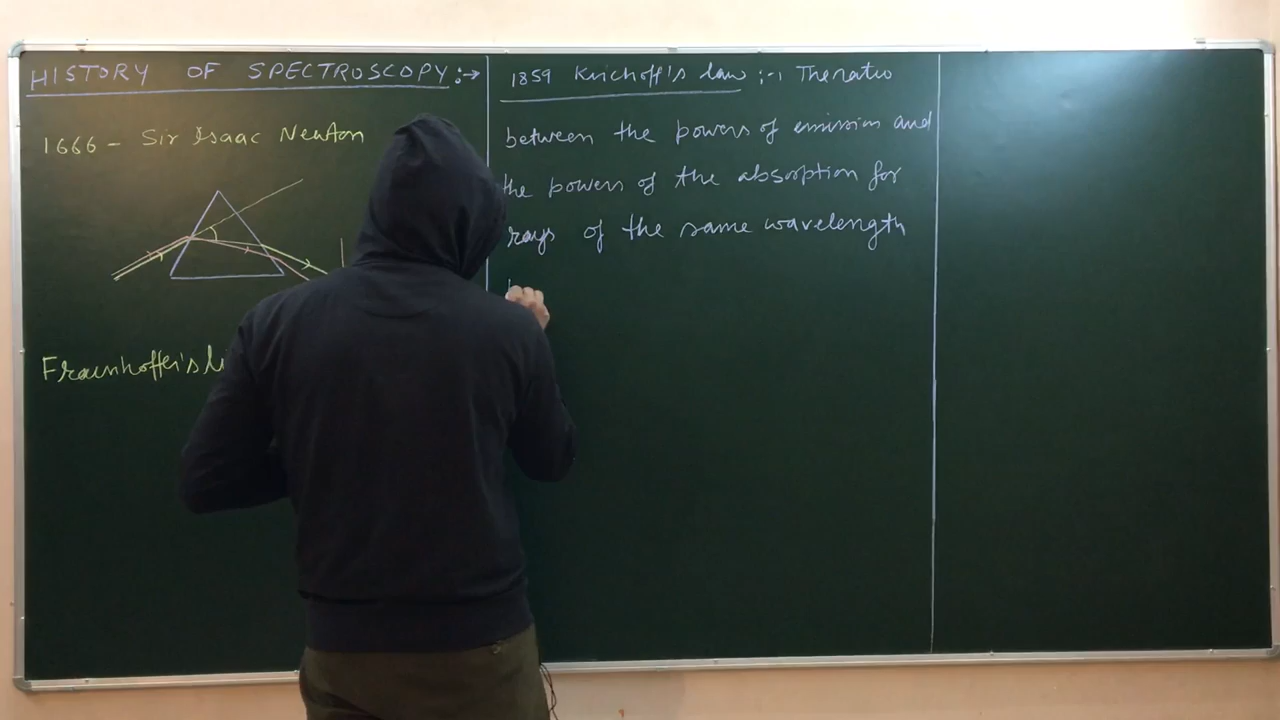 HISTORY OF SPECTROSCOPY:→
1666 - Sir Isaac Newton
Fraunhoffer's li
1859 Krichoff's law :-, The ratio
between the powers of emission and
the powers of the absorption for
rays of the same wavelength